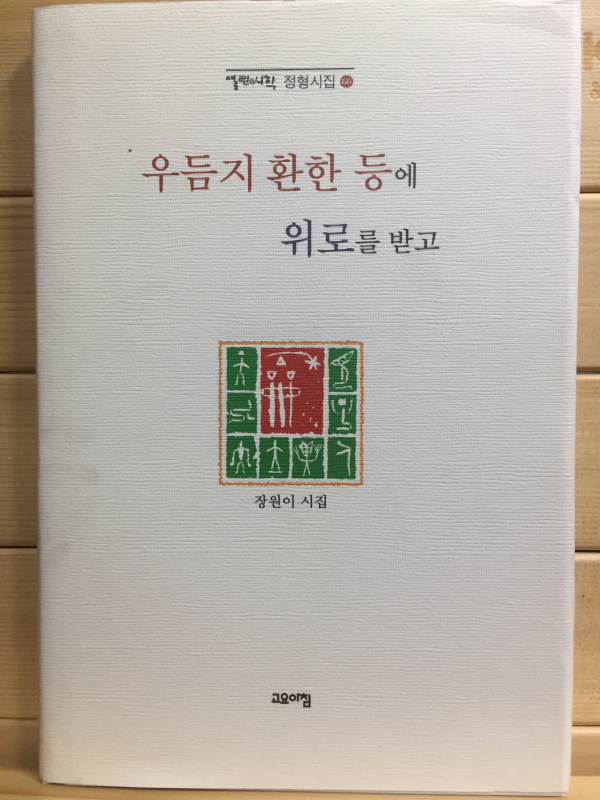 열린시학 정형시집 66
우듬지 환한 등에
위로를 받고
장원이 시집
고요아침